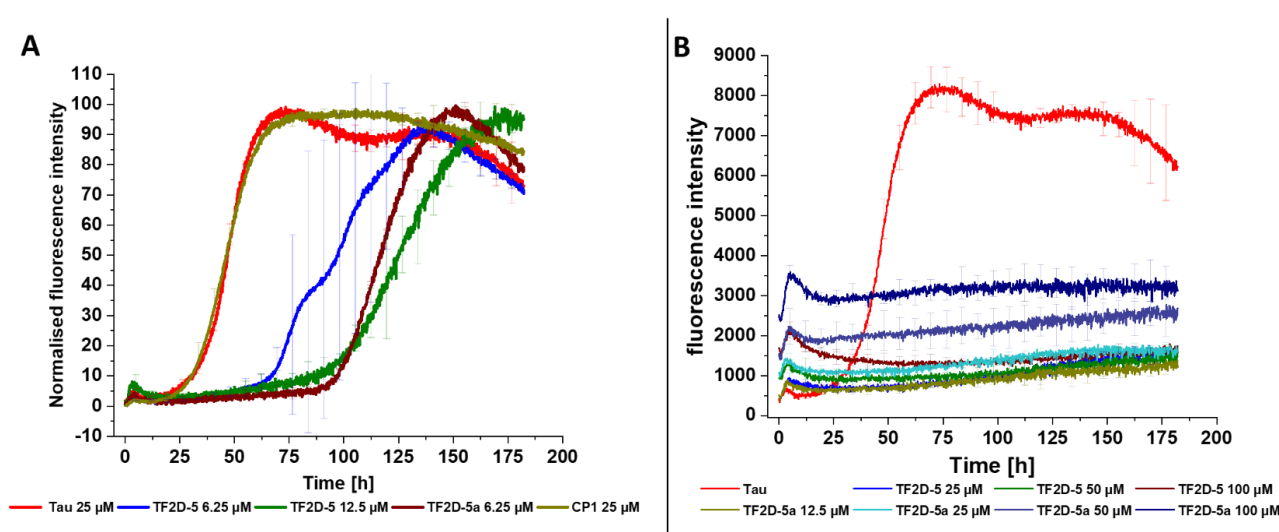 A
Normalised fluorescence intensity
110
100
90
80
70
60
50
40
30
20
10
0
-10
0 25 50 75 100 125 150 175 200
Time [h]
Tau 25 µM TF2D-5 6.25 µM TF2D-5 12.5 µM TF2D-5a 6.25 µM CP1 25 µM
B
fluorescence intensity
9000
8000
7000
6000
5000
4000
3000
2000
1000
0
0 25 50 75 100 125 150 175 200
Time [h]
Tau TF2D-5 25 µM TF2D-5 50 µM TF2D-5 100 µM
TF2D-5a 12.5 µM TF2D-5a 25 µM TF2D-5a 50 µM TF2D-5a 100 µM